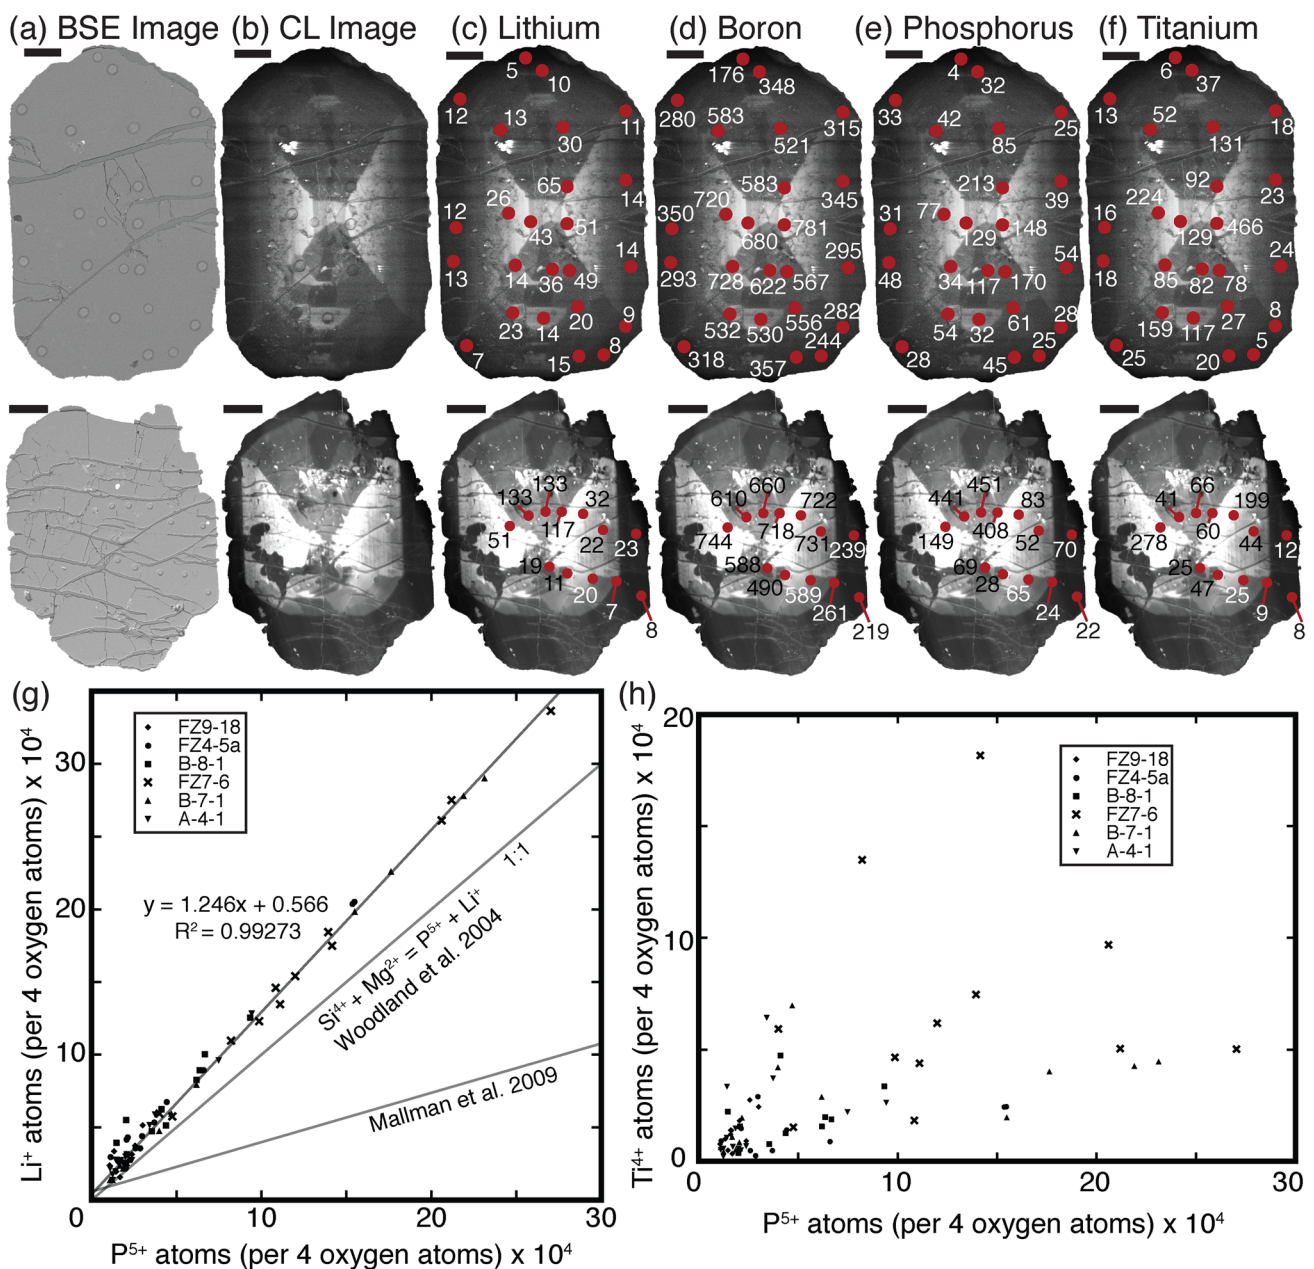 (a) BSE Image (b) CL Image (c) Lithium (d) Boron (e) Phosphorus (f) Titanium
5 10 176 348 4 32 6 37
12 13 11 280 583 315 33 42 25 13 52 18
30 521 85 131
65 583 213 92
26 14 720 345 77 39 224 23
12 51 350 781 31 148 16 466
43 680 129 129
14 295 54 24
13 14 36 49 293 728 622 567 48 34 117 170 18 85 82 78
9 282 28 8
23 14 20 532 530 556 54 32 61 159 117 27
7 15 8 318 357 244 28 45 25 25 20 5
133 660 451 66
133 32 610 722 441 83 41 199
51 117 22 23 744 718 731 239 149 408 52 70 278 60 44 12
19 588 69 25
11 20 490 589 28 65 47 25
7 261 24 9
8 219 22 8
(g)
Li⁺ atoms (per 4 oxygen atoms) x 10⁴
30
20
10
0 10 20 30
FZ9-18
FZ4-5a
B-8-1
FZ7-6
B-7-1
A-4-1
y = 1.246x + 0.566
R² = 0.99273
1:1
Si⁴⁺ + Mg²⁺ = P⁵⁺ + Li⁺
Woodland et al. 2004
Mallman et al. 2009
P⁵⁺ atoms (per 4 oxygen atoms) x 10⁴
(h)
Ti⁴⁺ atoms (per 4 oxygen atoms) x 10⁴
20
10
0
0 10 20 30
FZ9-18
FZ4-5a
B-8-1
FZ7-6
B-7-1
A-4-1
P⁵⁺ atoms (per 4 oxygen atoms) x 10⁴